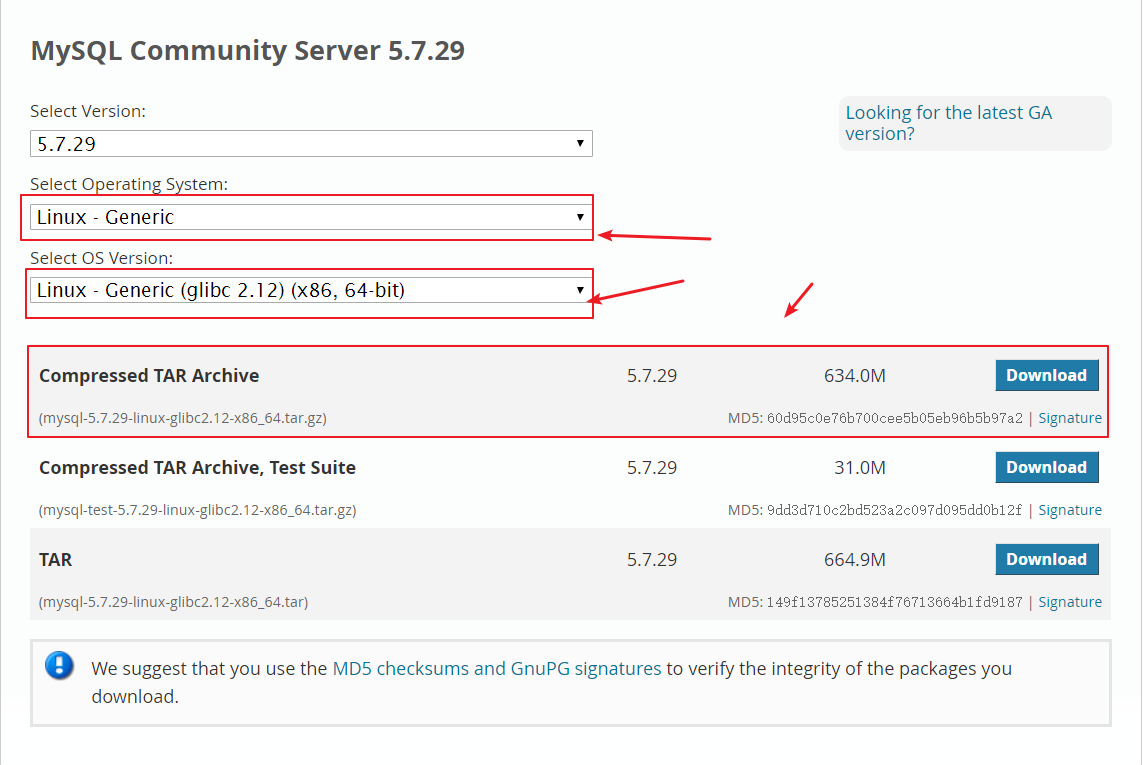 MySQL Community Server 5.7.29
Select Version:
5.7.29
Looking for the latest GA
version?
Select Operating System:
Linux - Generic
Select OS Version:
Linux - Generic (glibc 2.12) (x86, 64-bit)
Compressed TAR Archive 5.7.29 634.0M Download
(mysql-5.7.29-linux-glibc2.12-x86_64.tar.gz) MD5: 60d95c0e76b700cee5b05eb96b5b97a2 | Signature
Compressed TAR Archive, Test Suite 5.7.29 31.0M Download
(mysql-test-5.7.29-linux-glibc2.12-x86_64.tar.gz) MD5: 9dd3d710c2bd523a2c097d095dd0b12f | Signature
TAR 5.7.29 664.9M Download
(mysql-5.7.29-linux-glibc2.12-x86_64.tar) MD5: 149f13785251384f76713664b1fd9187 | Signature
We suggest that you use the MD5 checksums and GnuPG signatures to verify the integrity of the packages you
download.